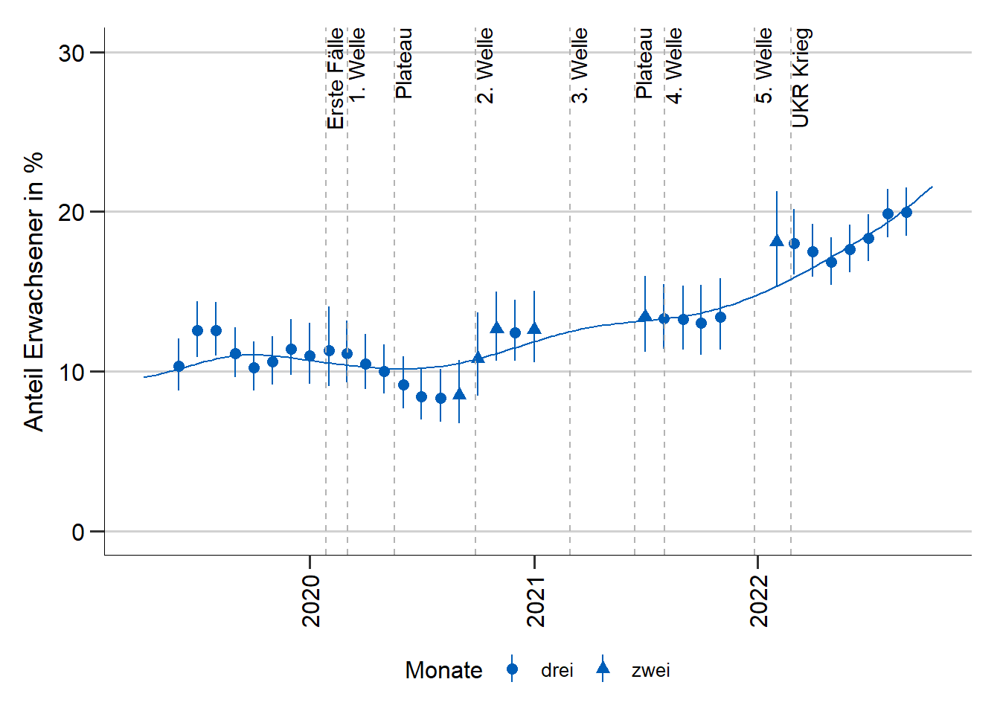 Erste Fälle
1. Welle
Plateau
2. Welle
3. Welle
Plateau
4. Welle
5. Welle
UKR Krieg
Anteil Erwachsener in %
30
20
10
0
2020
2021
2022
Monate drei zwei